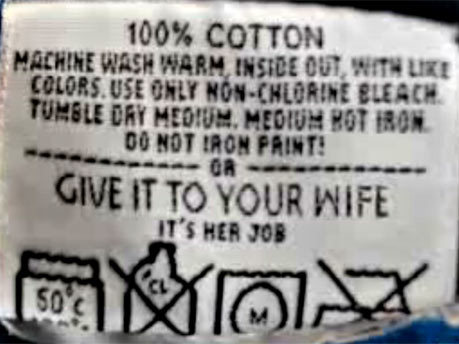 100% COTTON
MACHINE WASH WARM, INSIDE OUT, WITH LIKE
COLORS. USE ONLY NON-CHLORINE BLEACH.
TUMBLE DRY MEDIUM. MEDIUM HOT IRON.
DO NOT IRON PRINT!
OR
GIVE IT TO YOUR WIFE
IT'S HER JOB
50°C CL M